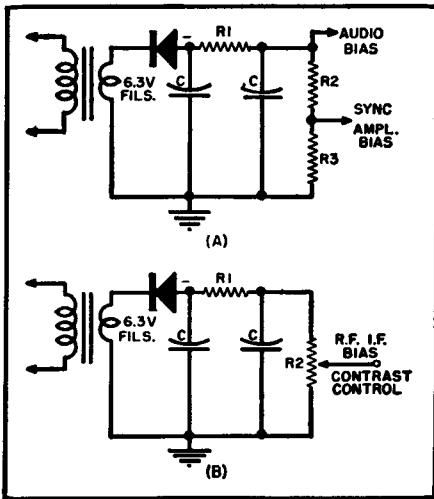 AUDIO
BIAS
−
R1
C
C
R2
6.3V
FILS.
SYNC
AMPL.
BIAS
R3
(A)
−
R1
6.3V
FILS.
C
C
R2
R.F. I.F.
BIAS
CONTRAST
CONTROL
(B)